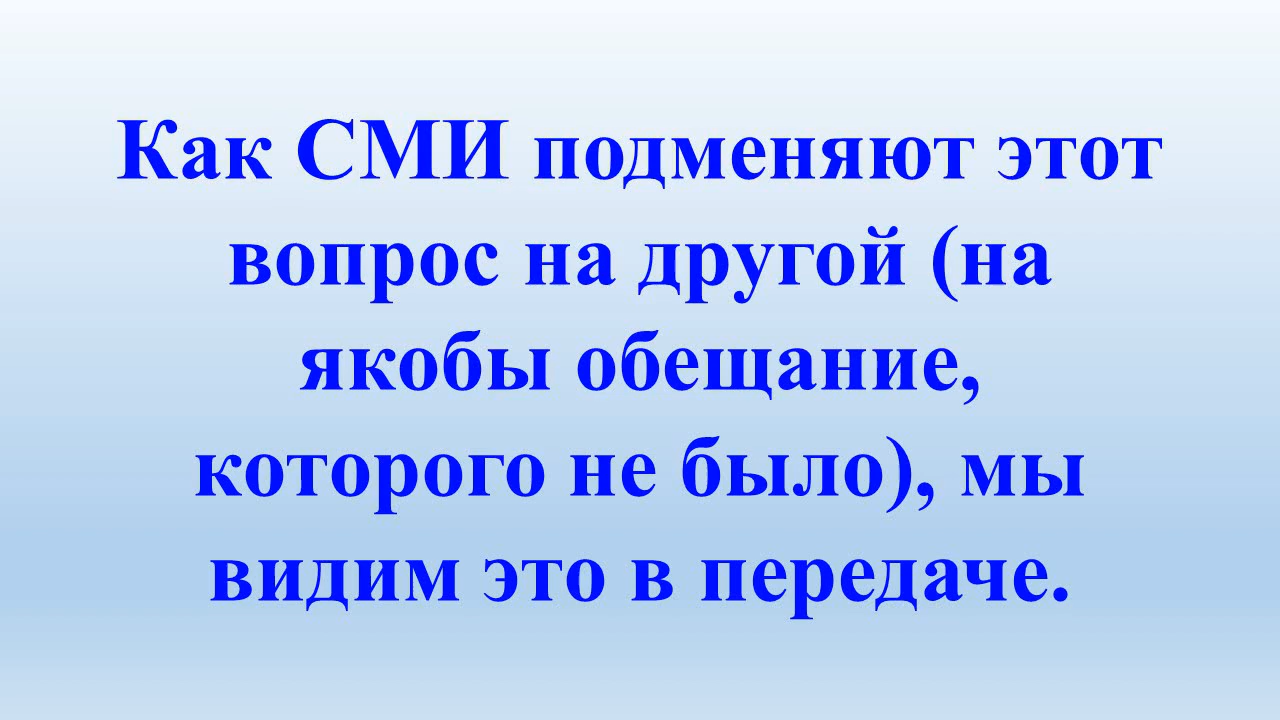 Как СМИ подменяют этот
вопрос на другой (на
якобы обещание,
которого не было), мы
видим это в передаче.